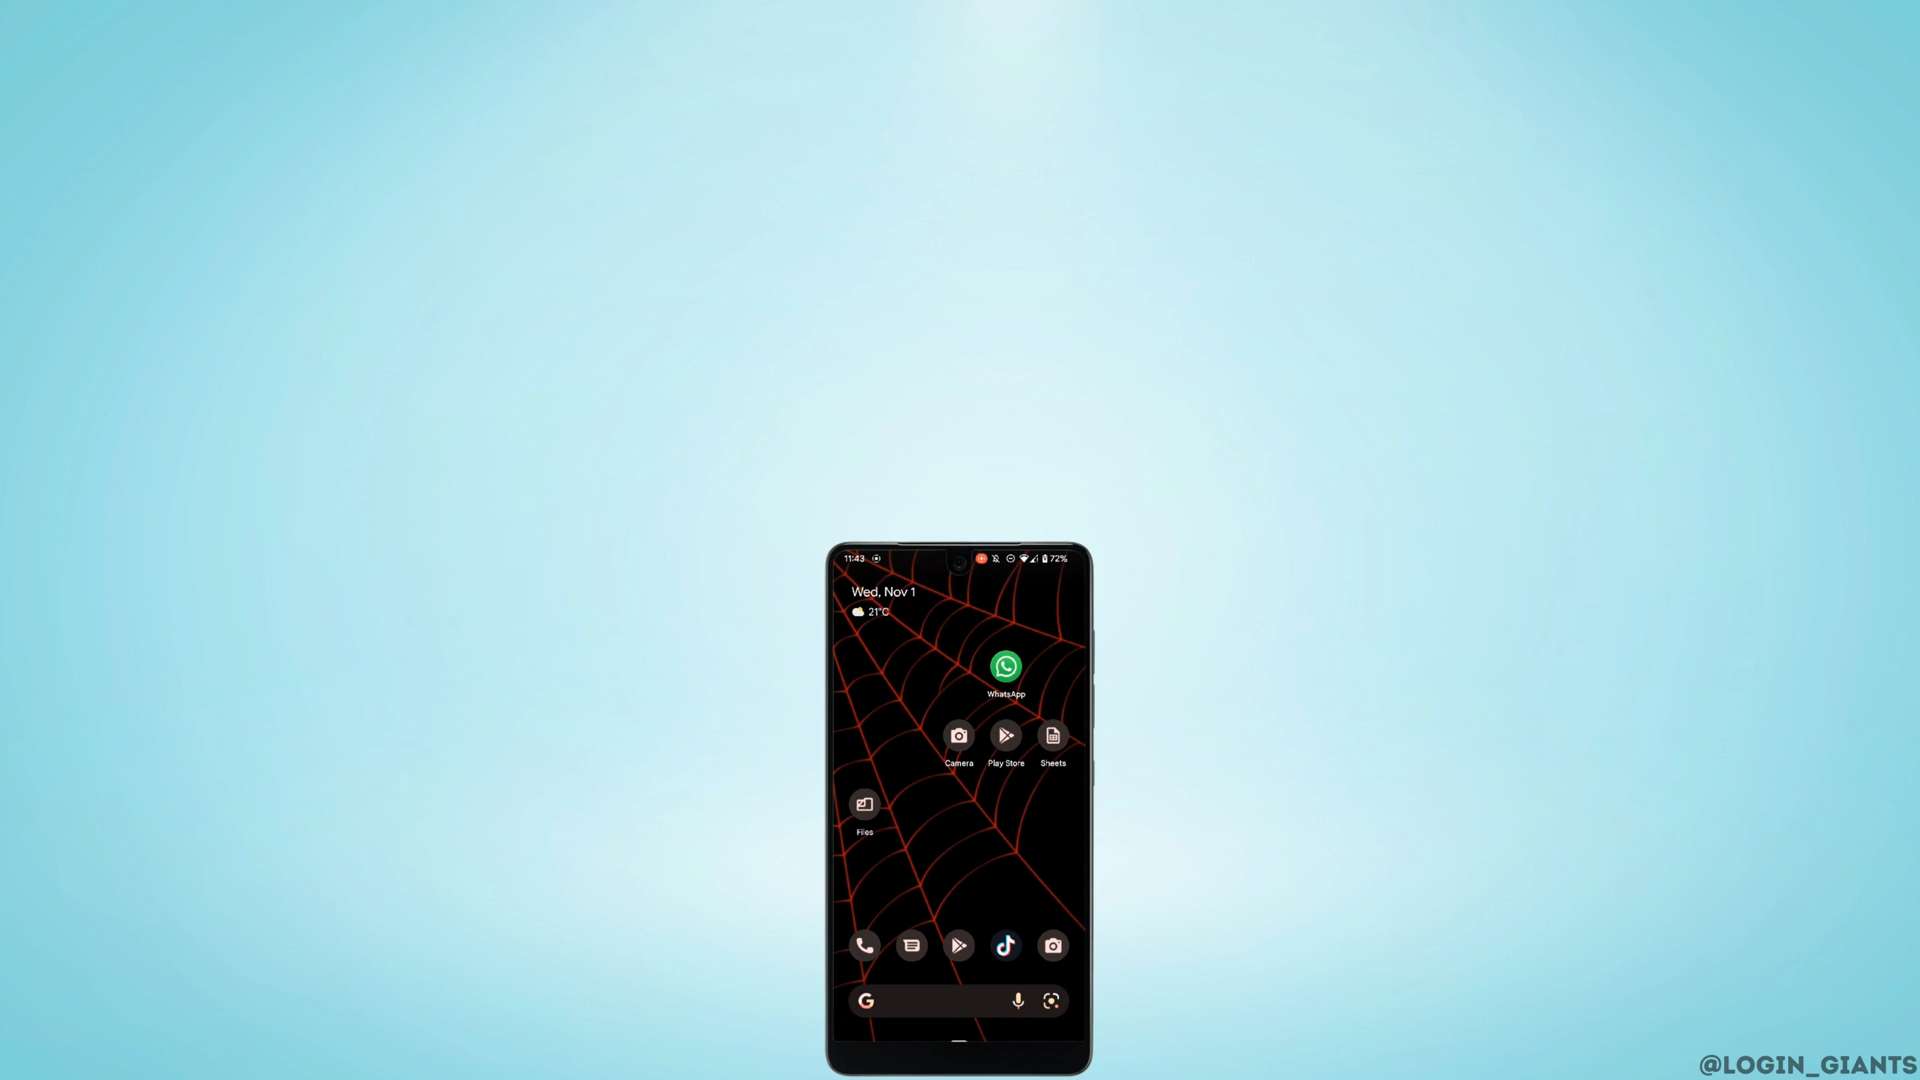 11:43
72%
Wed, Nov 1
21°C
WhatsApp
Camera Play Store Sheets
Files
G
@LOGIN_GIANTS